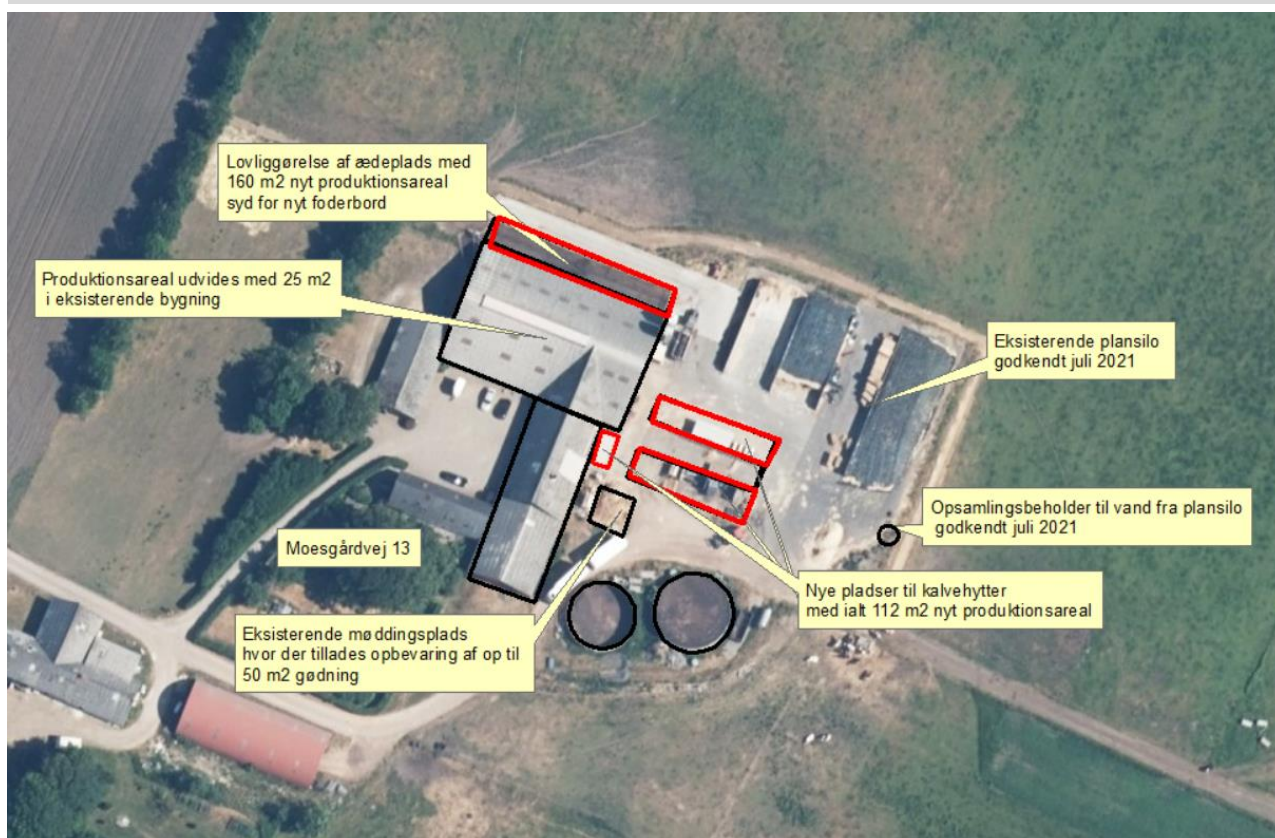 Lovliggørelse af ædeplads med
160 m2 nyt produktionsareal
syd for nyt foderbord
Produktionsareal udvides med 25 m2
i eksisterende bygning
Eksisterende plansilo
godkendt juli 2021
Opsamlingsbeholder til vand fra plansilo
godkendt juli 2021
Moesgårdvej 13
Nye pladser til kalvehytter
med ialt 112 m2 nyt produktionsareal
Eksisterende møddingsplads
hvor der tillades opbevaring af op til
50 m2 gødning